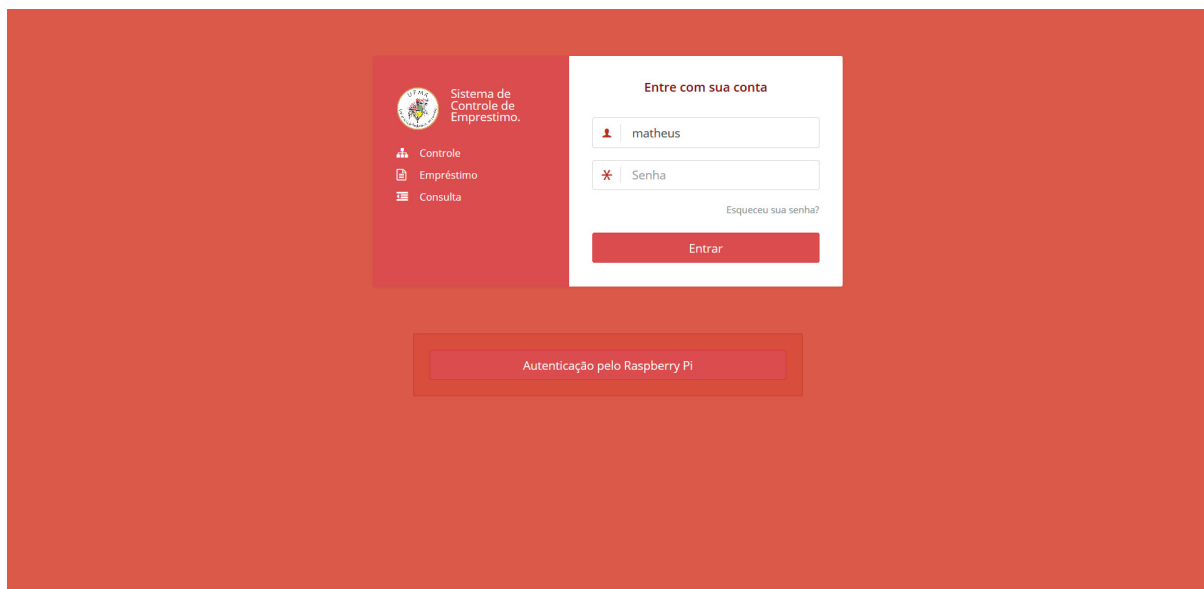 UFMA
Sistema de
Controle de
Emprestimo.
Controle
Empréstimo
Consulta
Entre com sua conta
matheus
Senha
Esqueceu sua senha?
Entrar
Autenticação pelo Raspberry Pi